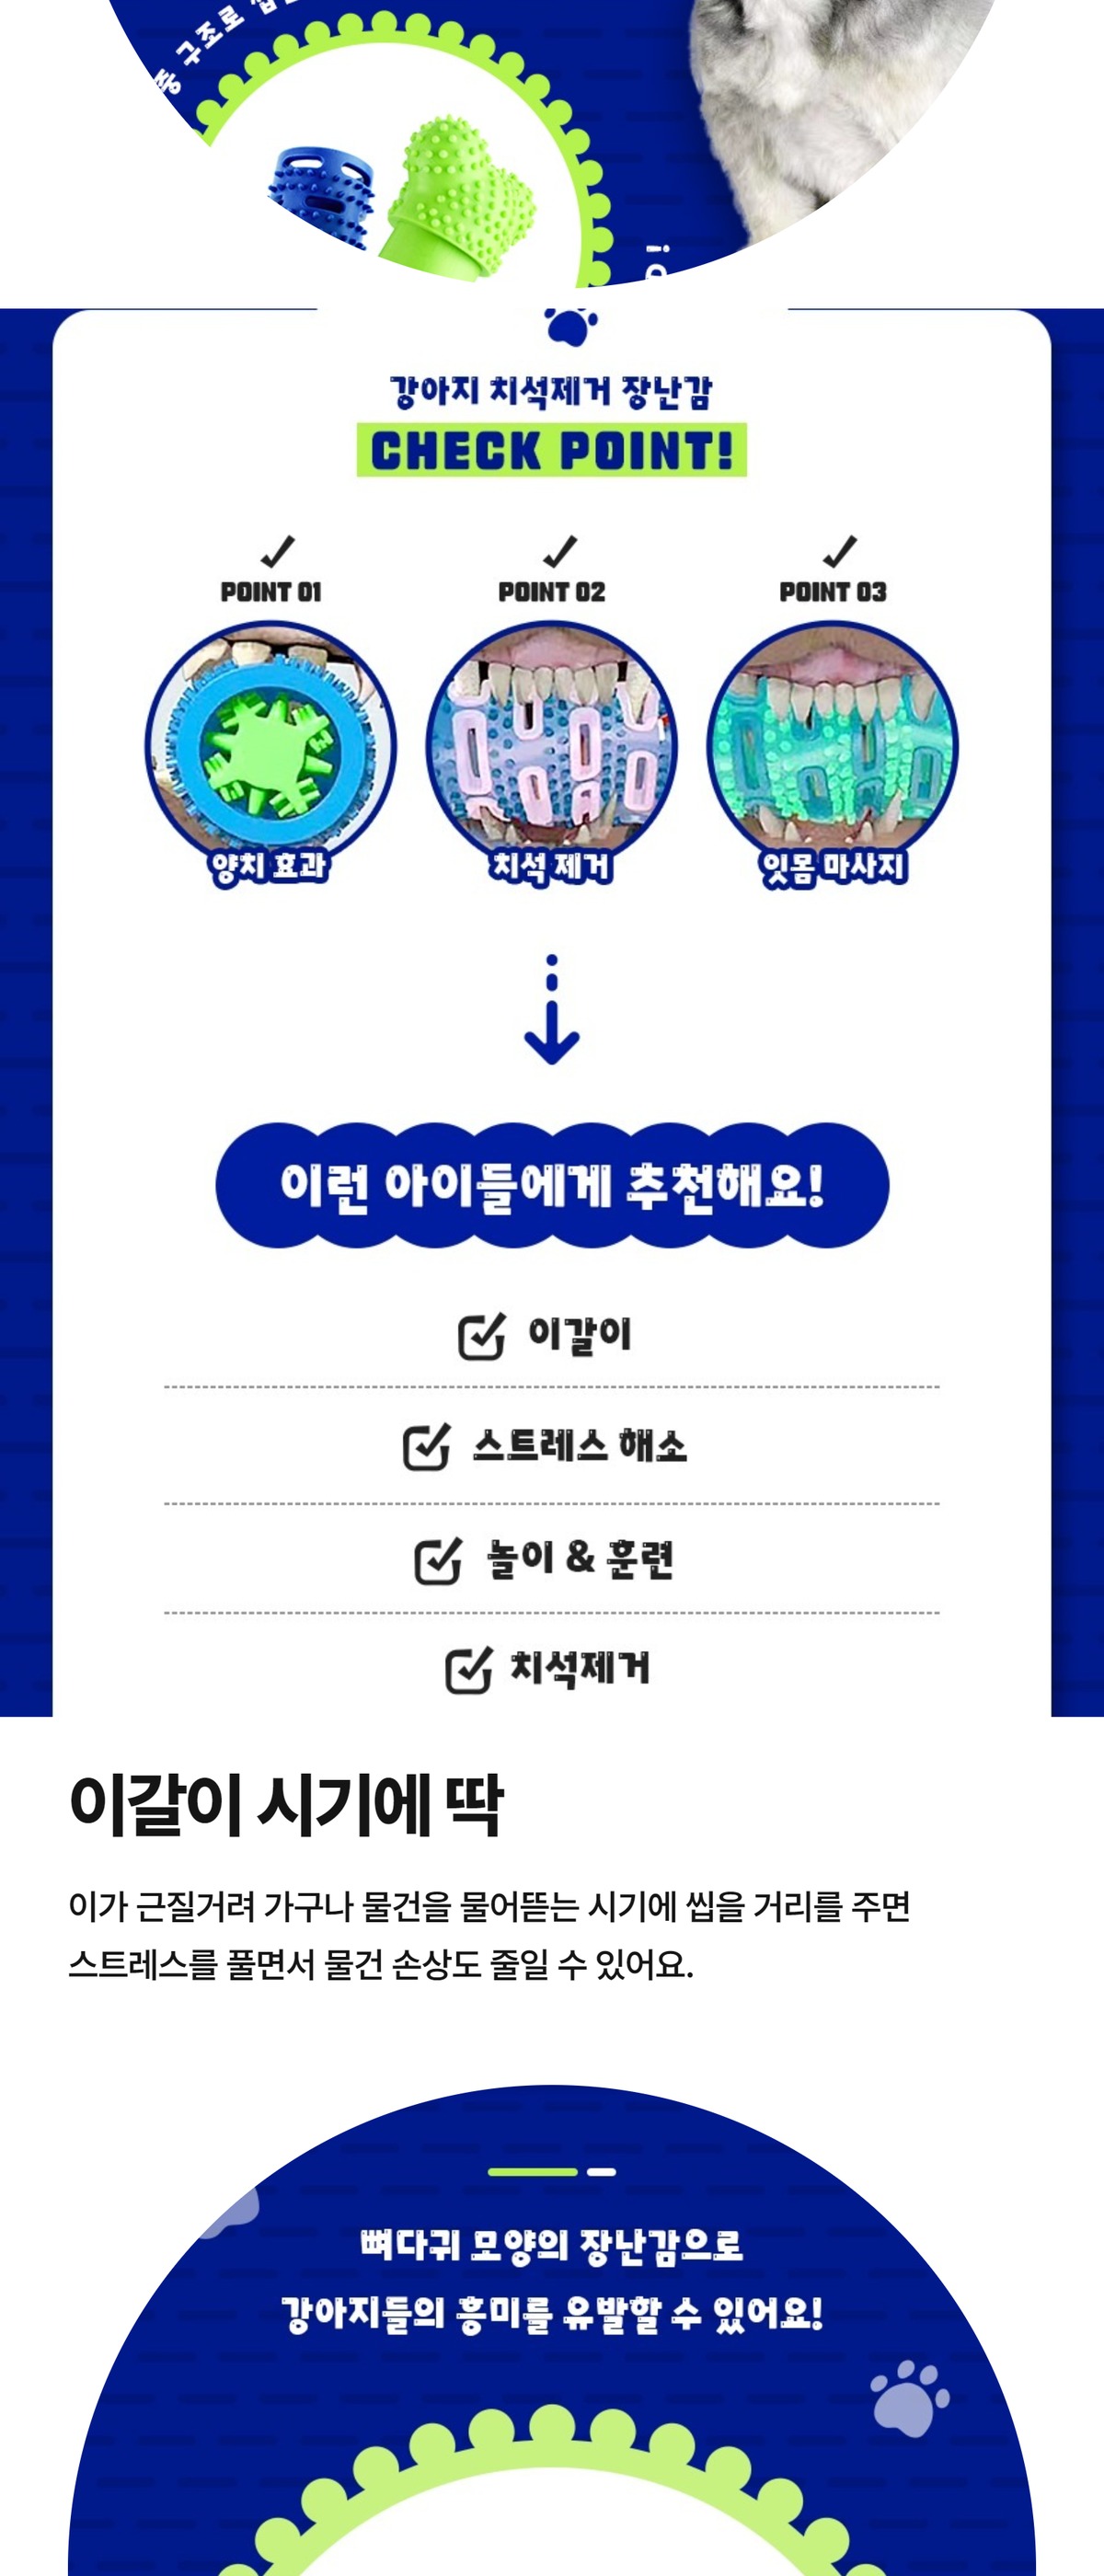 구조로
강아지 치석제거 장난감
CHECK POINT!
POINT 01
POINT 02
POINT 03
양치 효과
치석 제거
잇몸 마사지
이런 아이들에게 추천해요!
이갈이
스트레스 해소
놀이 & 훈련
치석제거
이갈이 시기에 딱
이가 근질거려 가구나 물건을 물어뜯는 시기에 씹을 거리를 주면
스트레스를 풀면서 물건 손상도 줄일 수 있어요.
뼈다귀 모양의 장난감으로
강아지들의 흥미를 유발할 수 있어요!